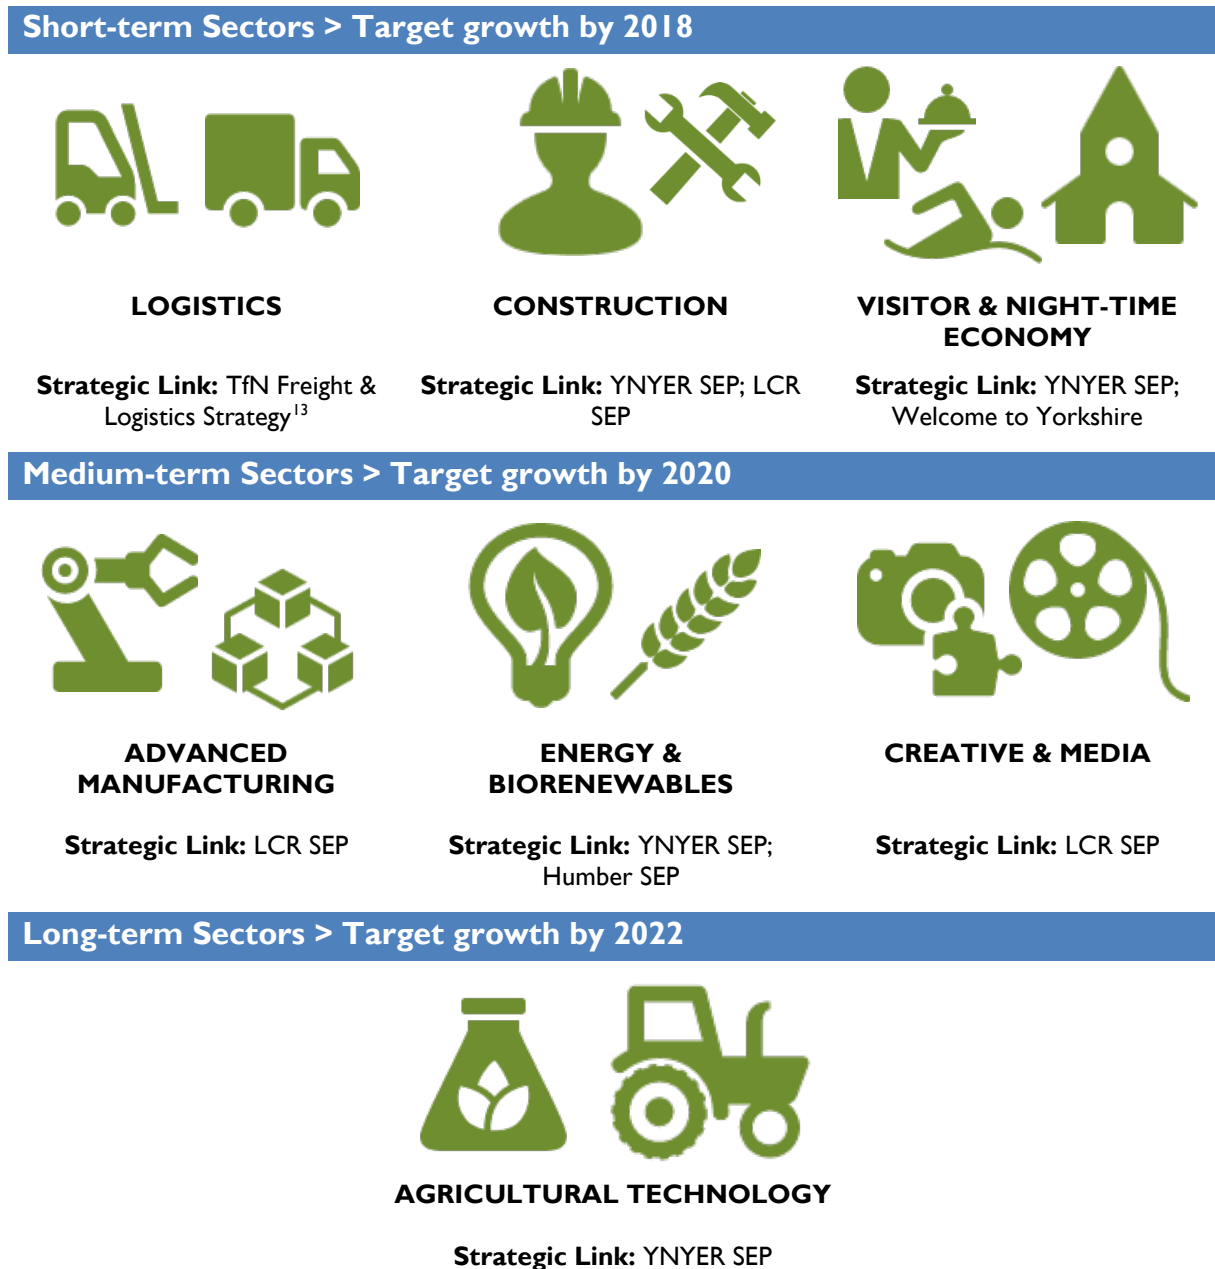 Short-term Sectors > Target growth by 2018
LOGISTICS
Strategic Link: TfN Freight &
Logistics Strategy13
CONSTRUCTION
Strategic Link: YNYER SEP; LCR
SEP
VISITOR & NIGHT-TIME
ECONOMY
Strategic Link: YNYER SEP;
Welcome to Yorkshire
Medium-term Sectors > Target growth by 2020
ADVANCED
MANUFACTURING
Strategic Link: LCR SEP
ENERGY &
BIORENEWABLES
Strategic Link: YNYER SEP;
Humber SEP
CREATIVE & MEDIA
Strategic Link: LCR SEP
Long-term Sectors > Target growth by 2022
AGRICULTURAL TECHNOLOGY
Strategic Link: YNYER SEP